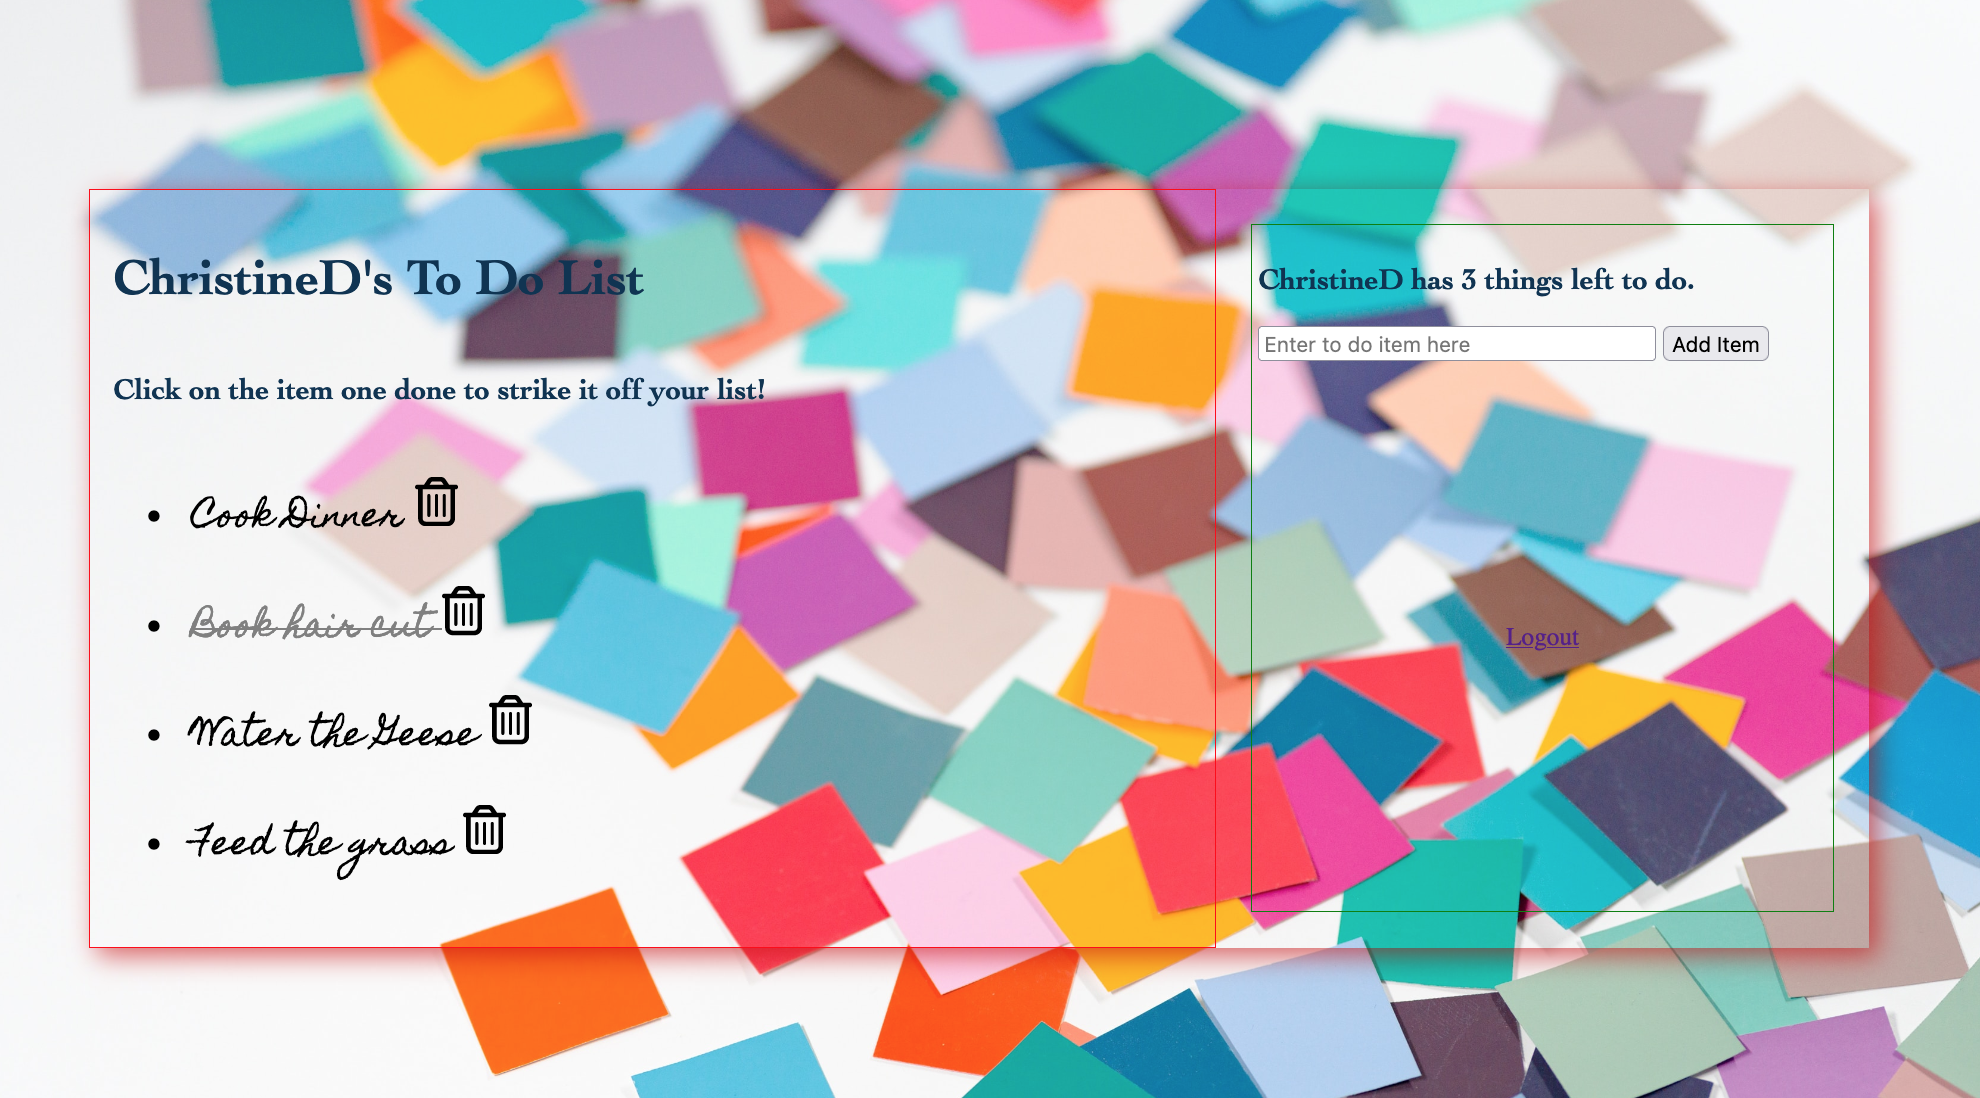 ChristineD's To Do List
Click on the item one done to strike it off your list!
Cook Dinner
Book hair cut
Water the Geese
Feed the grass
ChristineD has 3 things left to do.
Enter to do item here
Add Item
Logout